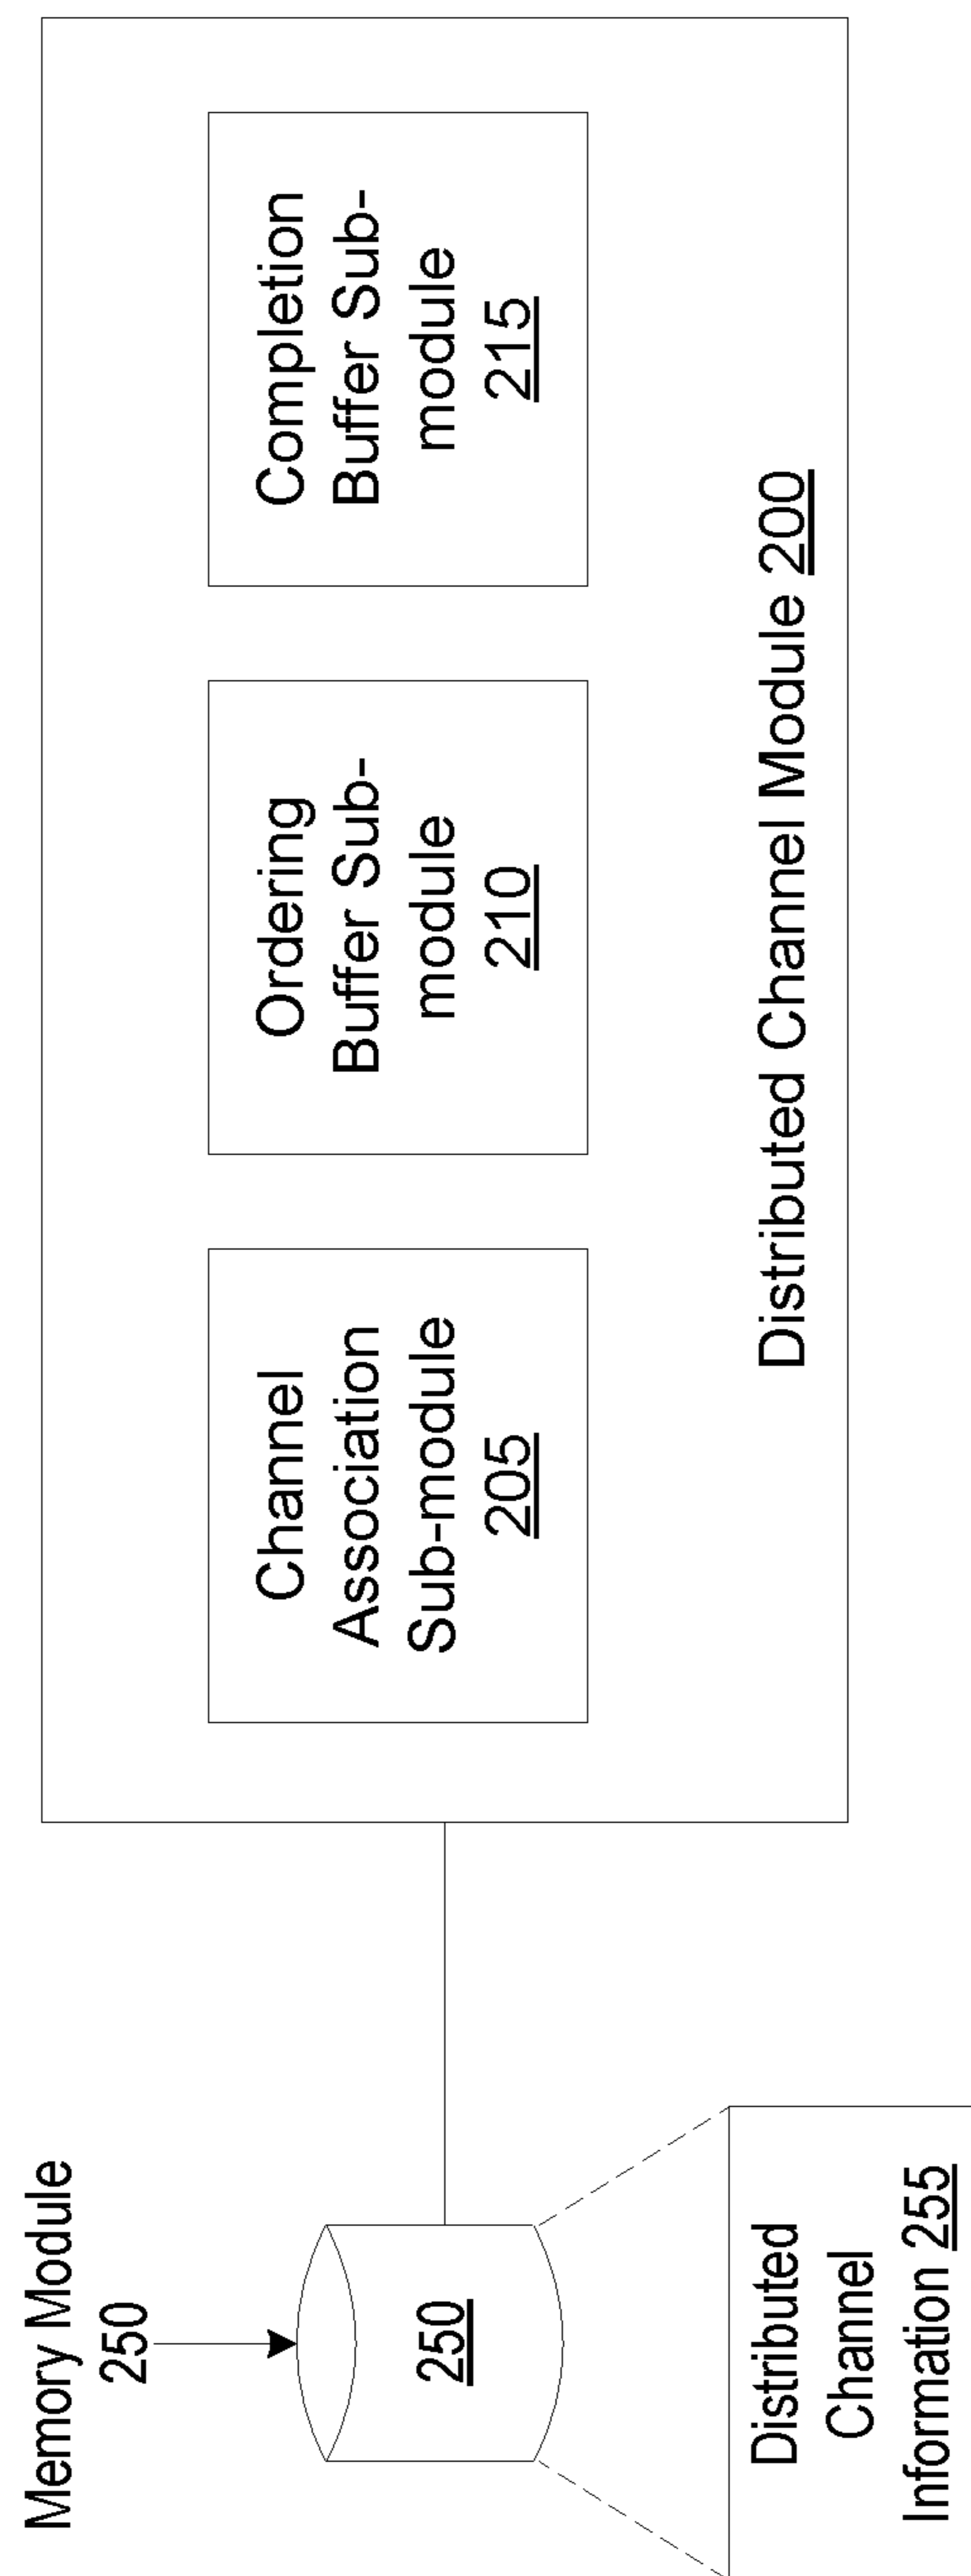 Memory Module
250
250
Distributed
Channel
Information 255
Channel
Association
Sub-module
205
Ordering
Buffer Sub-
module
210
Completion
Buffer Sub-
module
215
Distributed Channel Module 200